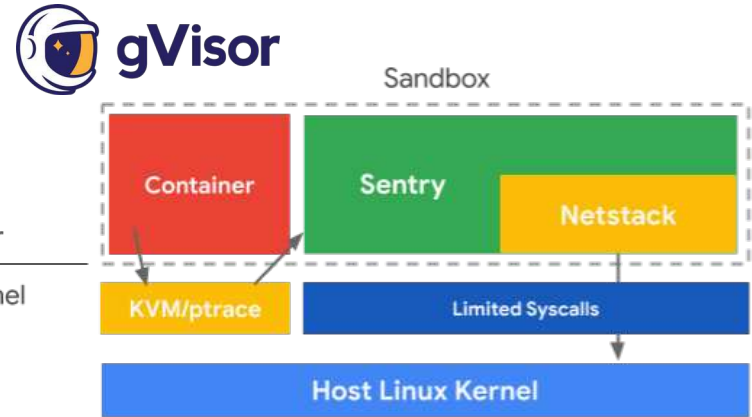 gVisor
Sandbox
Container
Sentry
Netstack
KVM/ptrace
Limited Syscalls
Host Linux Kernel